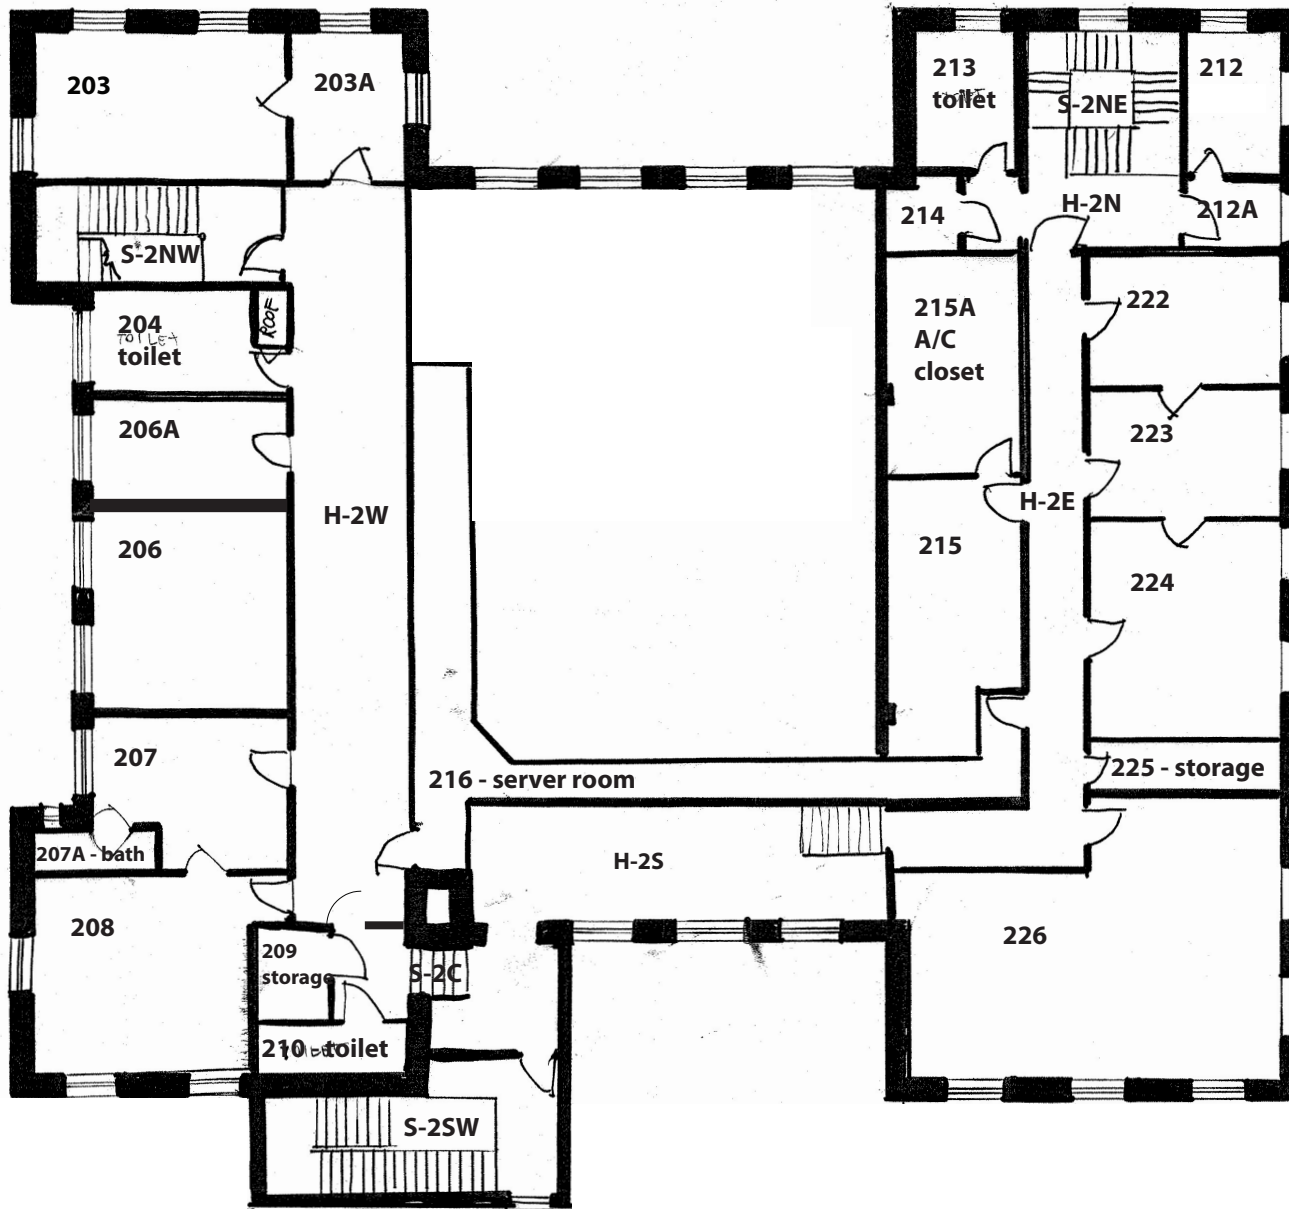 203
203A
213
toilet
S-2NE
212
214
H-2N
212A
S-2NW
204
TOILET
toilet
ROOF
215A
A/C
closet
222
206A
223
H-2W
H-2E
206
215
224
207
216 - server room
225 - storage
207A - bath
H-2S
208
226
209
storage
S-2C
210 - toilet
S-2SW